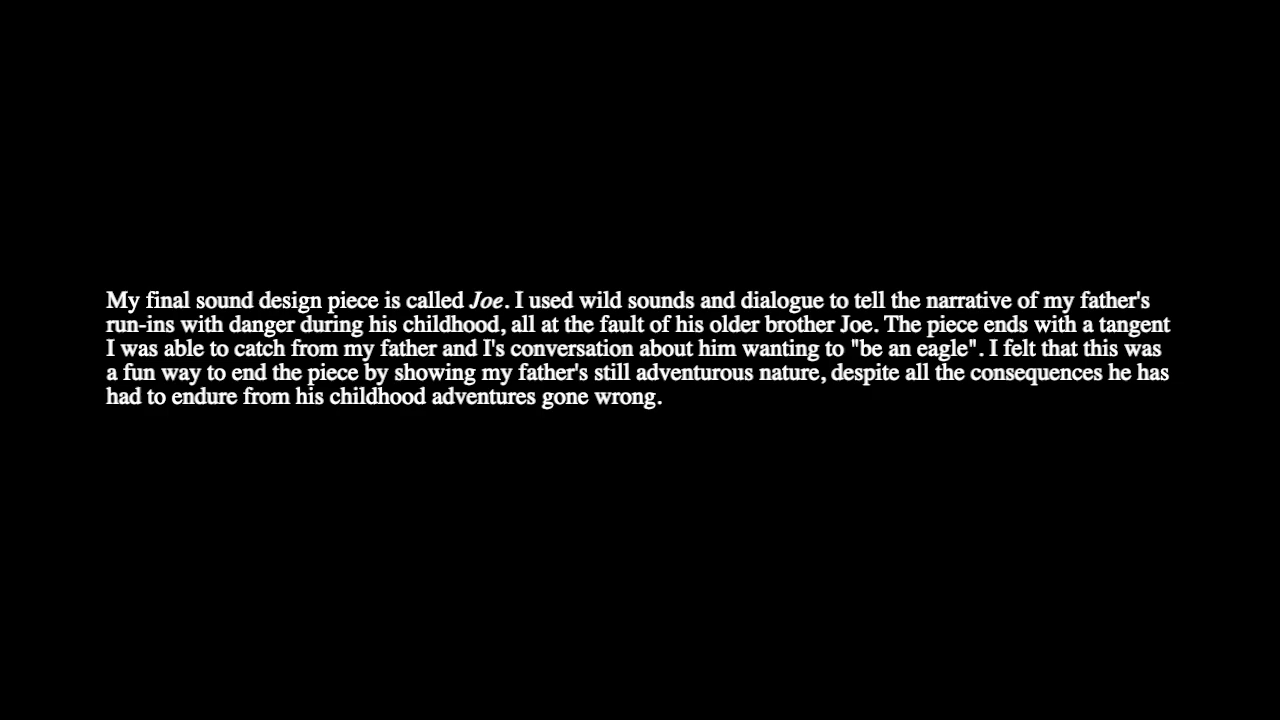 My final sound design piece is called Joe. I used wild sounds and dialogue to tell the narrative of my father's
run-ins with danger during his childhood, all at the fault of his older brother Joe. The piece ends with a tangent
I was able to catch from my father and I's conversation about him wanting to "be an eagle". I felt that this was
a fun way to end the piece by showing my father's still adventurous nature, despite all the consequences he has
had to endure from his childhood adventures gone wrong.